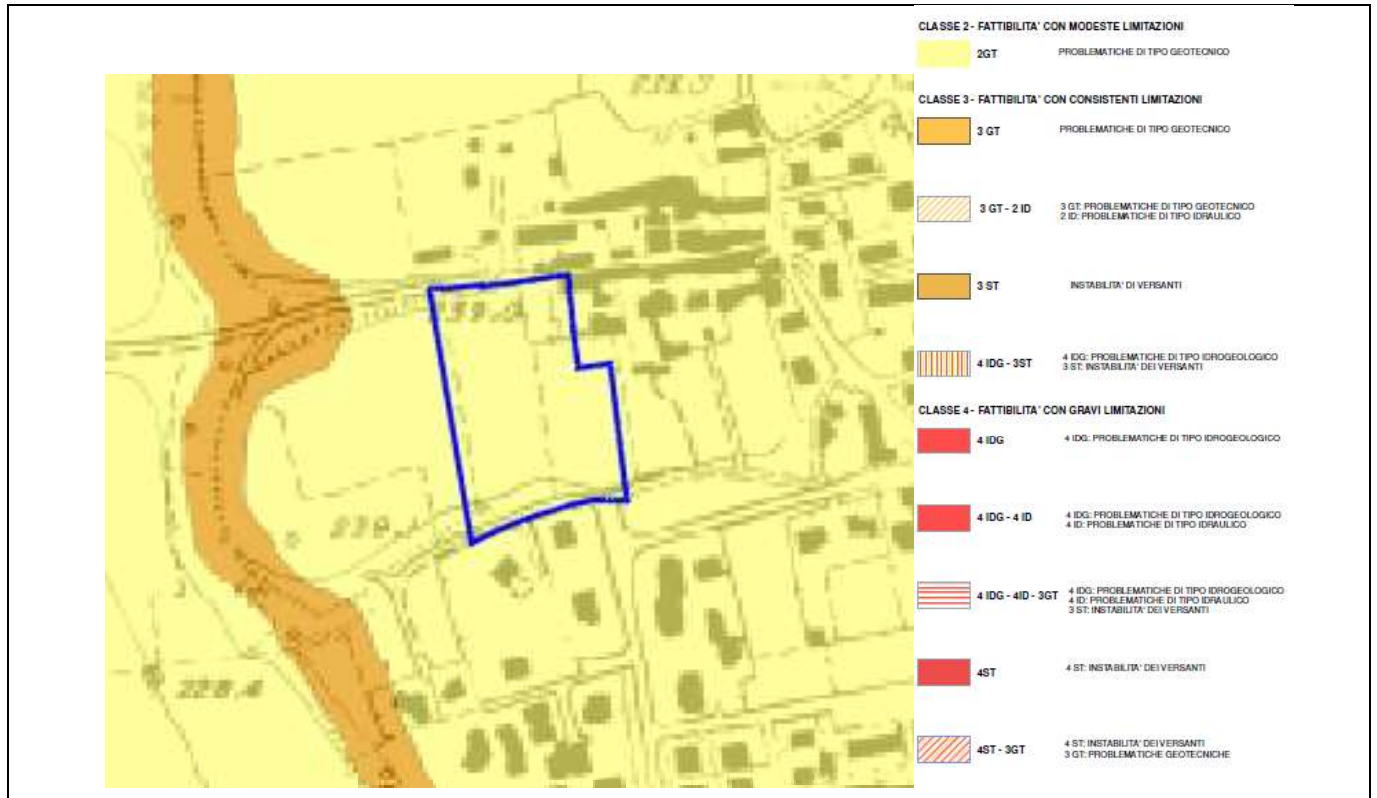 CLASSE 2 - FATTIBILITA' CON MODESTE LIMITAZIONI
2GT PROBLEMATICHE DI TIPO GEOTECNICO
CLASSE 3 - FATTIBILITA' CON CONSISTENTI LIMITAZIONI
3 GT PROBLEMATICHE DI TIPO GEOTECNICO
3 GT - 2 ID 3 GT: PROBLEMATICHE DI TIPO GEOTECNICO
2 ID: PROBLEMATICHE DI TIPO IDRAULICO
3 ST INSTABILITA' DI VERSANTI
4 IDG - 3ST 4 IDG: PROBLEMATICHE DI TIPO IDROGEOLOGICO
3 ST: INSTABILITA' DEI VERSANTI
CLASSE 4 - FATTIBILITA' CON GRAVI LIMITAZIONI
4 IDG 4 IDG: PROBLEMATICHE DI TIPO IDROGEOLOGICO
4 IDG - 4 ID 4 IDG: PROBLEMATICHE DI TIPO IDROGEOLOGICO
4 ID: PROBLEMATICHE DI TIPO IDRAULICO
4 IDG - 4ID - 3GT 4 IDG: PROBLEMATICHE DI TIPO IDROGEOLOGICO
4 ID: PROBLEMATICHE DI TIPO IDRAULICO
3 ST: INSTABILITA' DEI VERSANTI
4ST 4 ST: INSTABILITA' DEI VERSANTI
4ST - 3GT 4 ST: INSTABILITA' DEI VERSANTI
3 GT: PROBLEMATICHE GEOTECNICHE
228.4